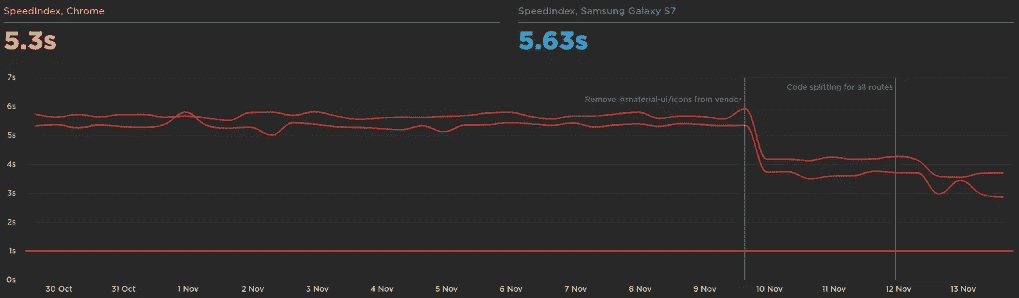 SpeedIndex, Chrome
SpeedIndex, Samsung Galaxy S7
5.3s
5.63s
7s
Code splitting for all routes
Remove mmaterial-ui/icons from vendor
6s
5s
4s
3s
2s
1s
0s
30 Oct 31 Oct 1 Nov 2 Nov 3 Nov 4 Nov 5 Nov 6 Nov 7 Nov 8 Nov 9 Nov 10 Nov 11 Nov 12 Nov 13 Nov